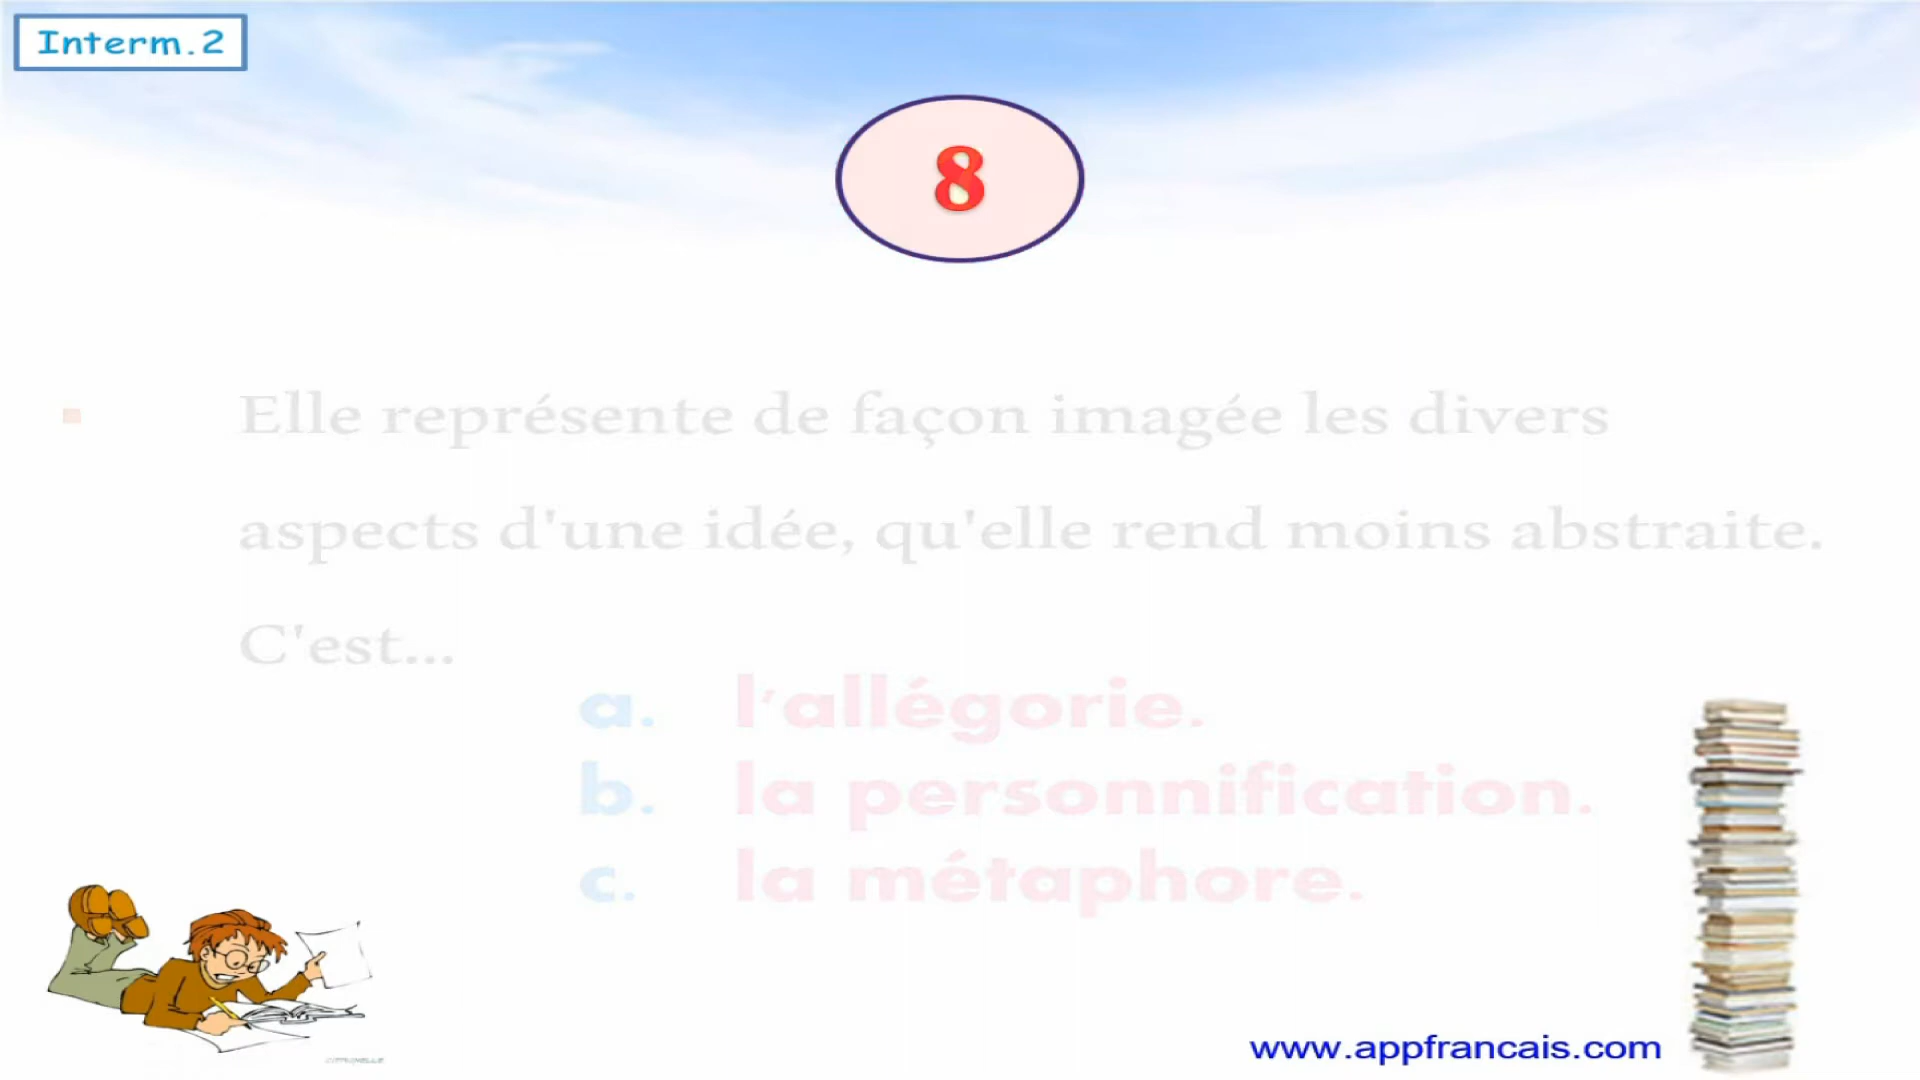 Interm.2
8
Elle représente de façon imagée les divers
aspects d'une idée, qu'elle rend moins abstraite.
C'est...
a. l'allégorie.
b. la personnification.
c. la métaphore.
www.appfrancais.com